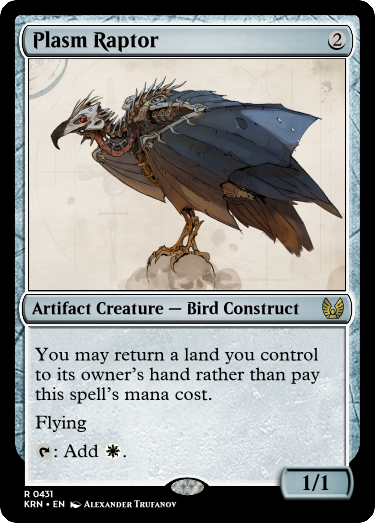 Plasm Raptor 2
Artifact Creature — Bird Construct
You may return a land you control
to its owner's hand rather than pay
this spell's mana cost.
Flying
: Add .
1/1
R 0431
KRN • EN Alexander Trufanov